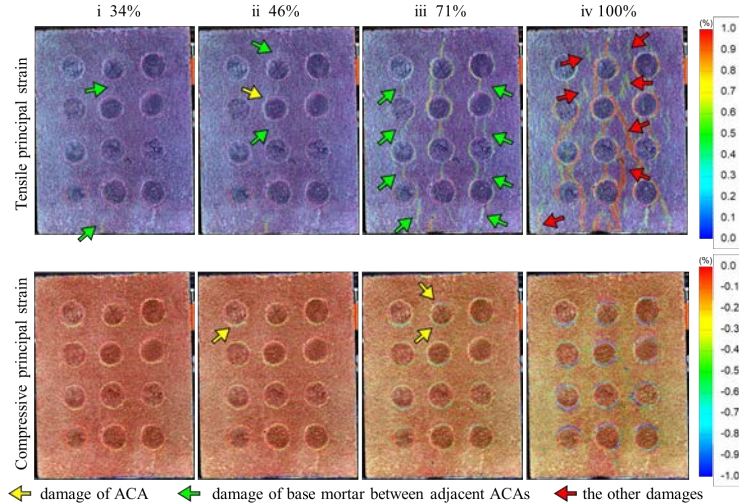 i 34%
ii 46%
iii 71%
iv 100%
Tensile principal strain
(%)
1.0
0.9
0.8
0.7
0.6
0.5
0.4
0.3
0.2
0.1
0.0
Compressive principal strain
(%)
0.0
-0.1
-0.2
-0.3
-0.4
-0.5
-0.6
-0.7
-0.8
-0.9
-1.0
damage of ACA
damage of base mortar between adjacent ACAs
the other damages